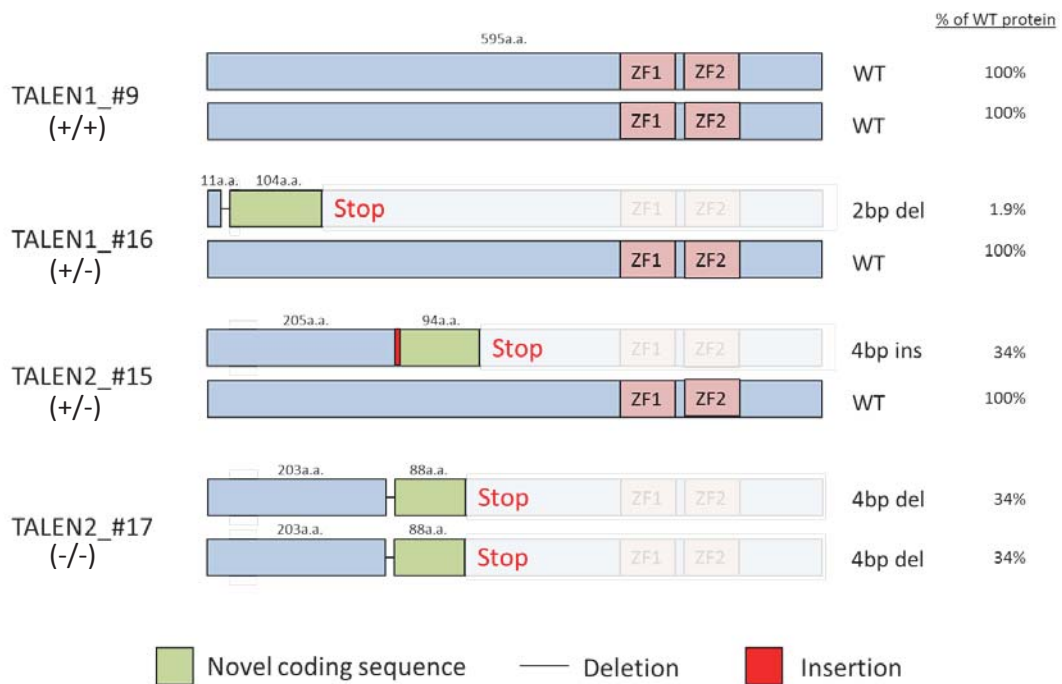 % of WT protein
595a.a.
TALEN1_#9
(+/+)
ZF1 ZF2 WT 100%
ZF1 ZF2 WT 100%
11a.a. 104a.a.
TALEN1_#16
(+/-)
Stop ZF1 ZF2 2bp del 1.9%
ZF1 ZF2 WT 100%
205a.a. 94a.a.
TALEN2_#15
(+/-)
Stop ZF1 ZF2 4bp ins 34%
ZF1 ZF2 WT 100%
203a.a. 88a.a.
TALEN2_#17
(-/-)
Stop ZF1 ZF2 4bp del 34%
203a.a. 88a.a.
Stop ZF1 ZF2 4bp del 34%
Novel coding sequence Deletion Insertion